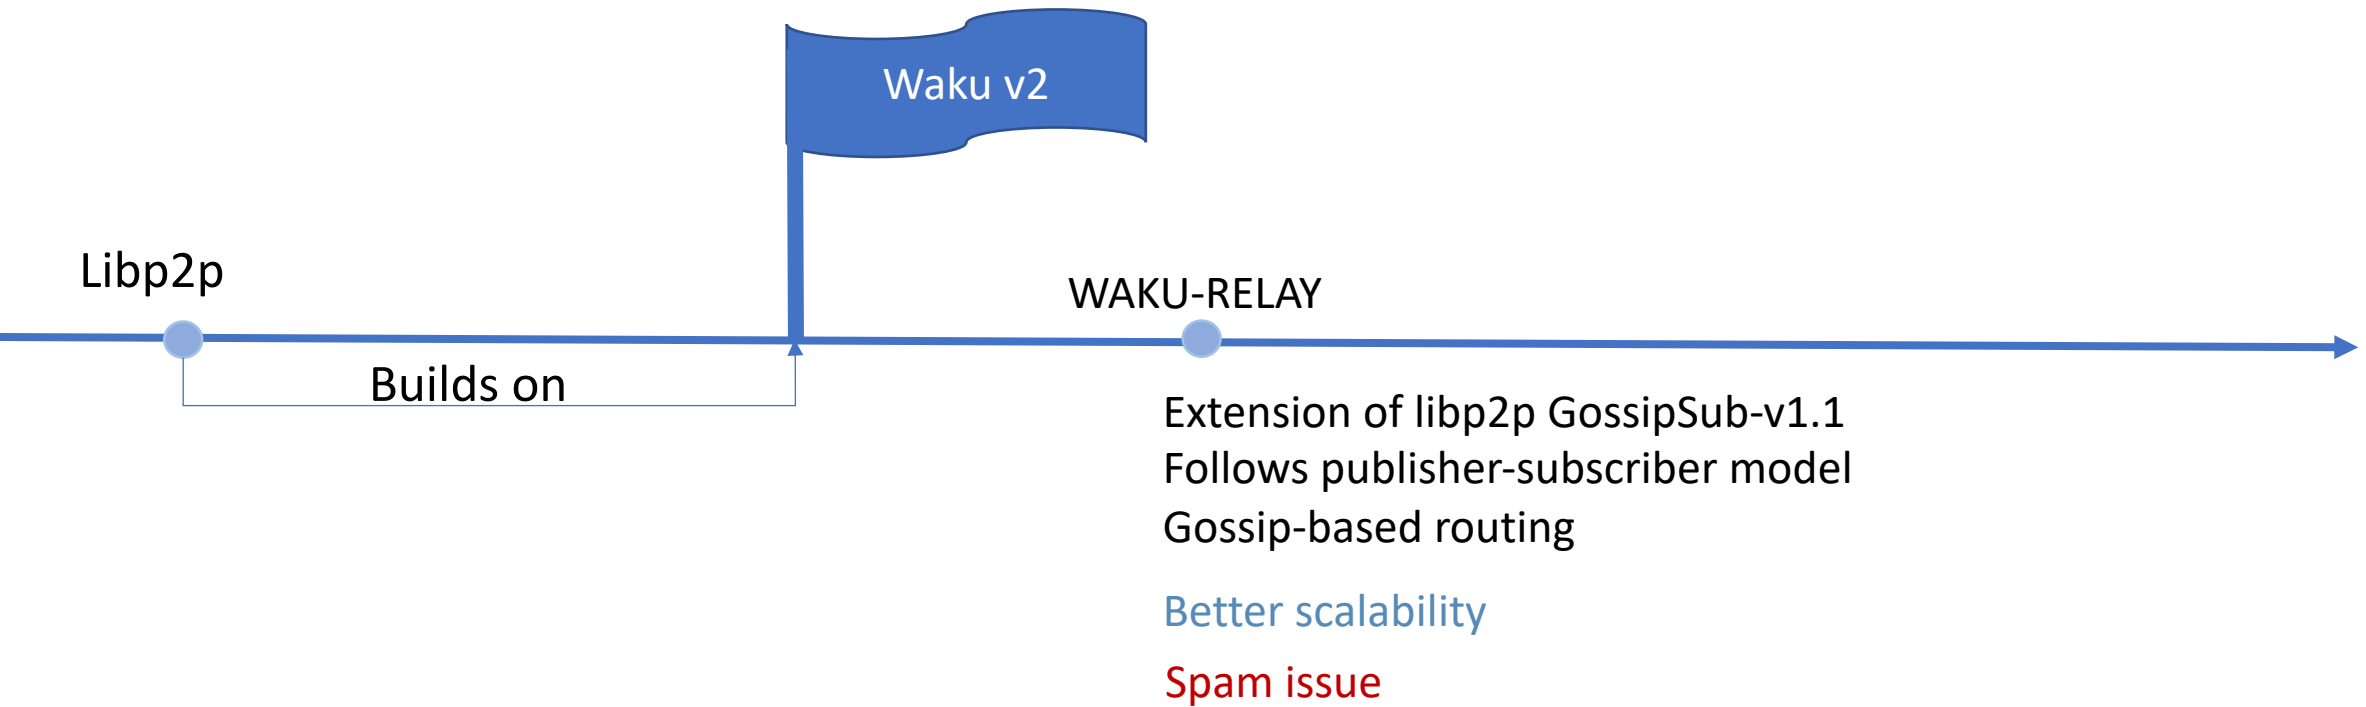 Waku v2
Libp2p
WAKU-RELAY
Builds on
Extension of libp2p GossipSub-v1.1
Follows publisher-subscriber model
Gossip-based routing
Better scalability
Spam issue